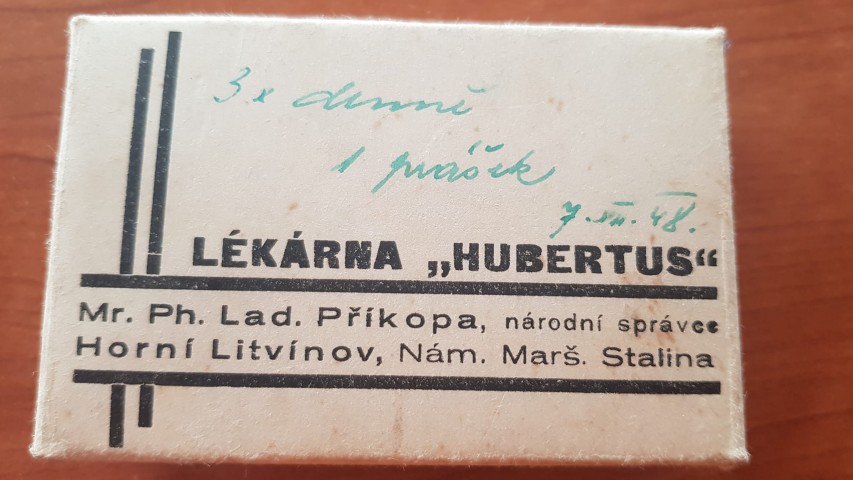 3x denně
1 prášek
7.XII.48.
LÉKÁRNA „HUBERTUS“
Mr. Ph. Lad. Příkopa, národní správce
Horní Litvínov, Nám. Marš. Stalina